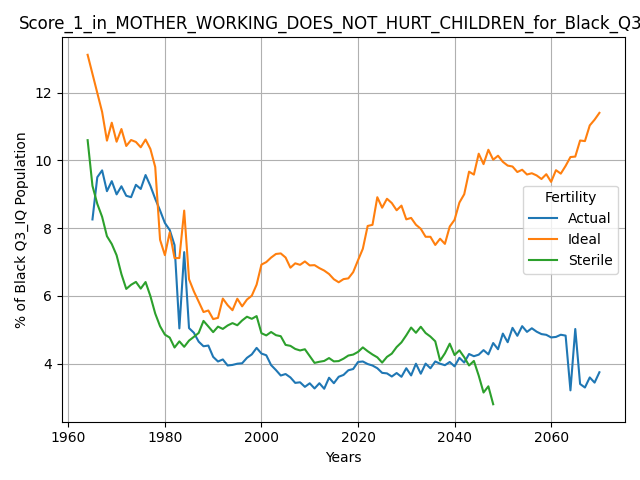 Score_1_in_MOTHER_WORKING_DOES_NOT_HURT_CHILDREN_for_Black_Q3
% of Black Q3_IQ Population
12
10
8
6
4
Fertility
Actual
Ideal
Sterile
1960 1980 2000 2020 2040 2060
Years